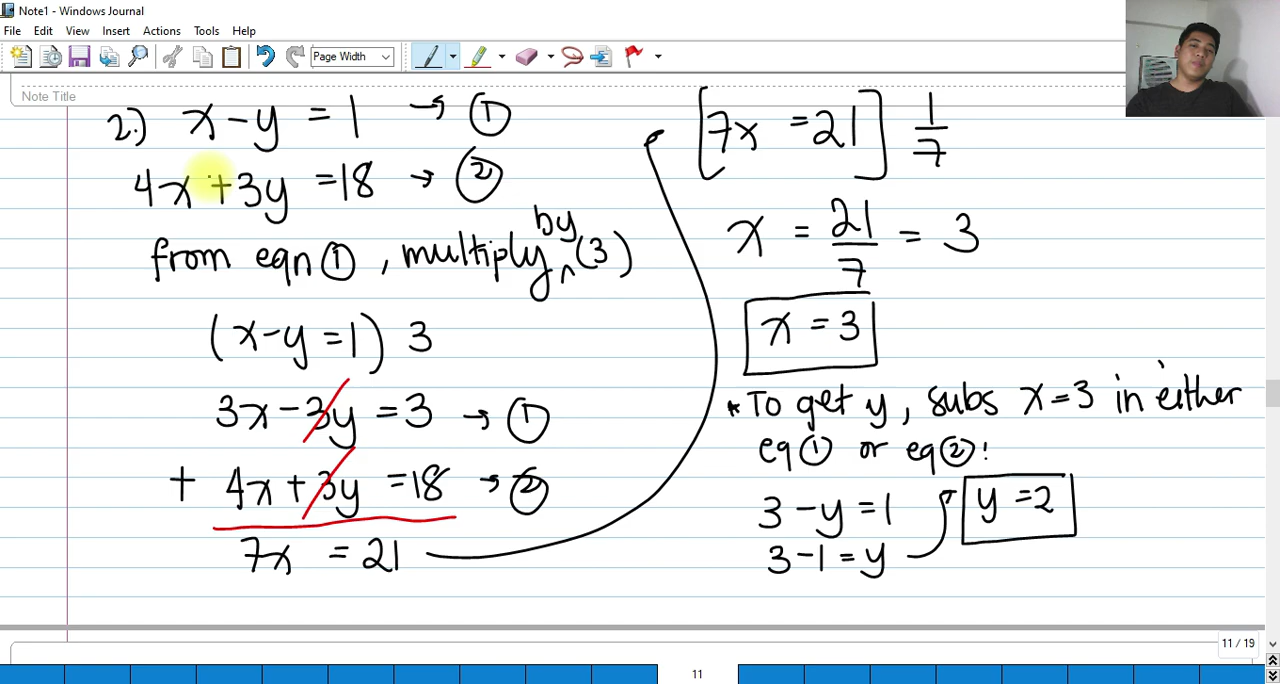 Note1 - Windows Journal
File Edit View Insert Actions Tools Help
Page Width
Note Title
2.) x - y = 1 → ①
4x + 3y = 18 → ②
from eqn ①, multiply by (3)
(x - y = 1) 3
3x - 3y = 3 → ①
+ 4x + 3y = 18 → ②
7x = 21
[7x = 21] 1/7
x = 21/7 = 3
x = 3
* To get y, subs x = 3 in either
eq ① or eq ②:
3 - y = 1
3 - 1 = y
y = 2
11 / 19
11